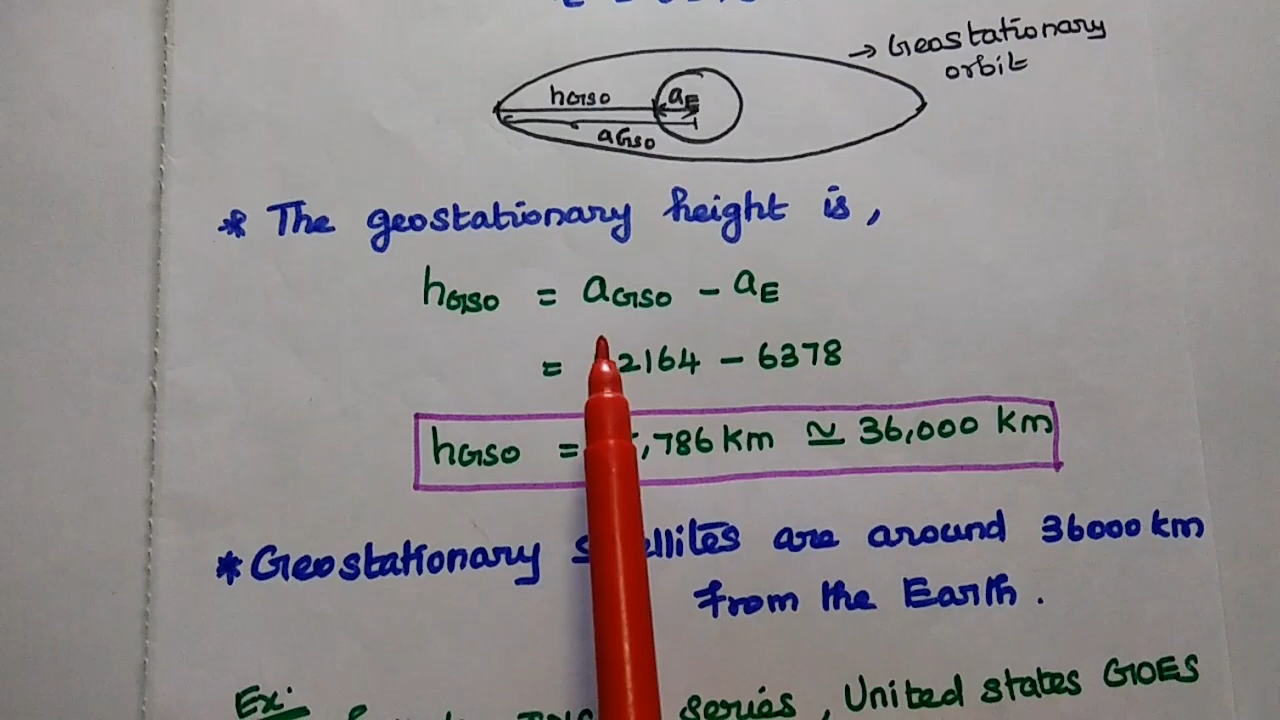 → Geostationary
orbit
hGSO
aE
aGSO
* The geostationary height is,
hGSO = aGSO - aE
= 2164 - 6378
hGSO = ,786 km ≃ 36,000 km
* Geostationary satellites are around 36000 km
from the Earth.
Ex:
series, United states GOES